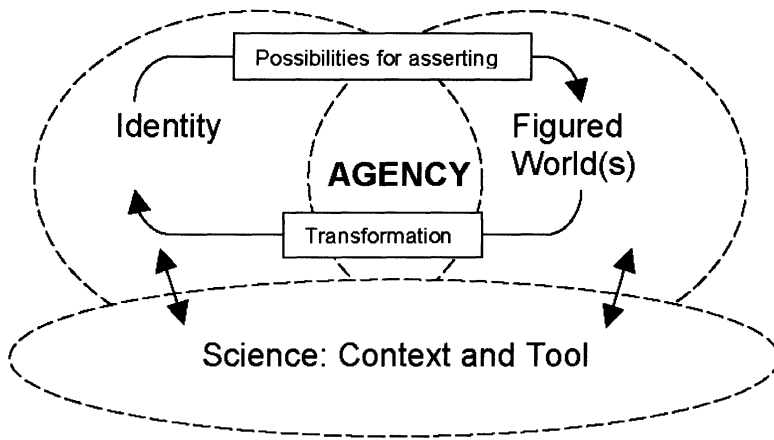 Possibilities for asserting
Identity
Figured
World(s)
AGENCY
Transformation
Science: Context and Tool